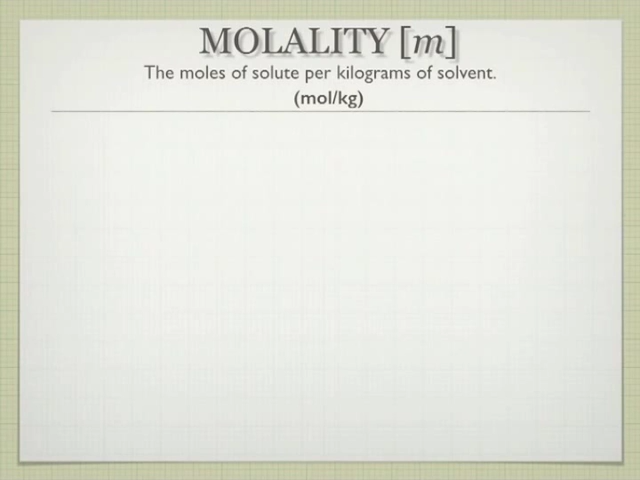 MOLALITY [m]
The moles of solute per kilograms of solvent.
(mol/kg)